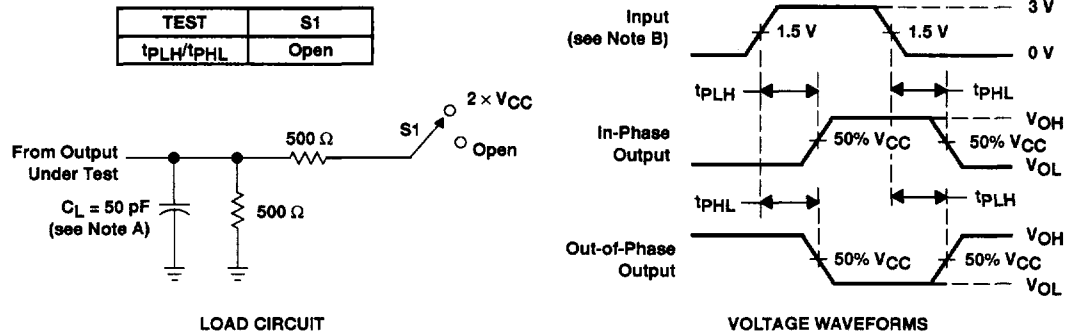 TEST S1
tPLH/tPHL Open
2 × VCC
S1
500 Ω
Open
From Output
Under Test
CL = 50 pF
(see Note A)
500 Ω
LOAD CIRCUIT
Input
(see Note B)
3 V
1.5 V 1.5 V
0 V
tPLH tPHL
In-Phase
Output
VOH
50% VCC 50% VCC
VOL
tPHL tPLH
Out-of-Phase
Output
VOH
50% VCC 50% VCC
VOL
VOLTAGE WAVEFORMS